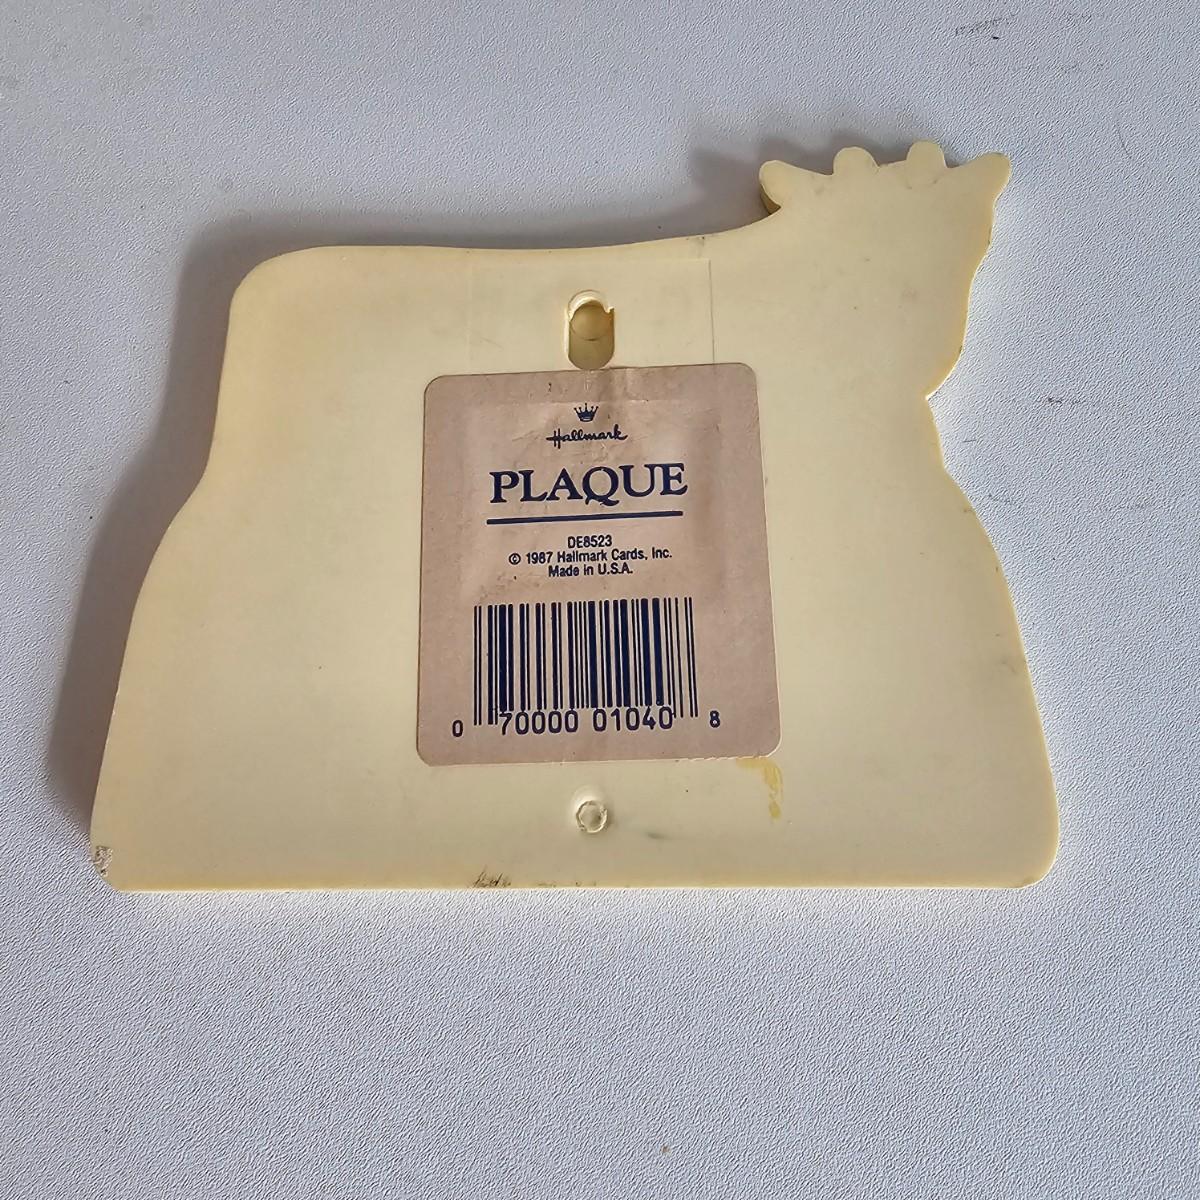 Hallmark
PLAQUE
DE8523
© 1987 Hallmark Cards, Inc.
Made in U.S.A.
0 70000 01040 8